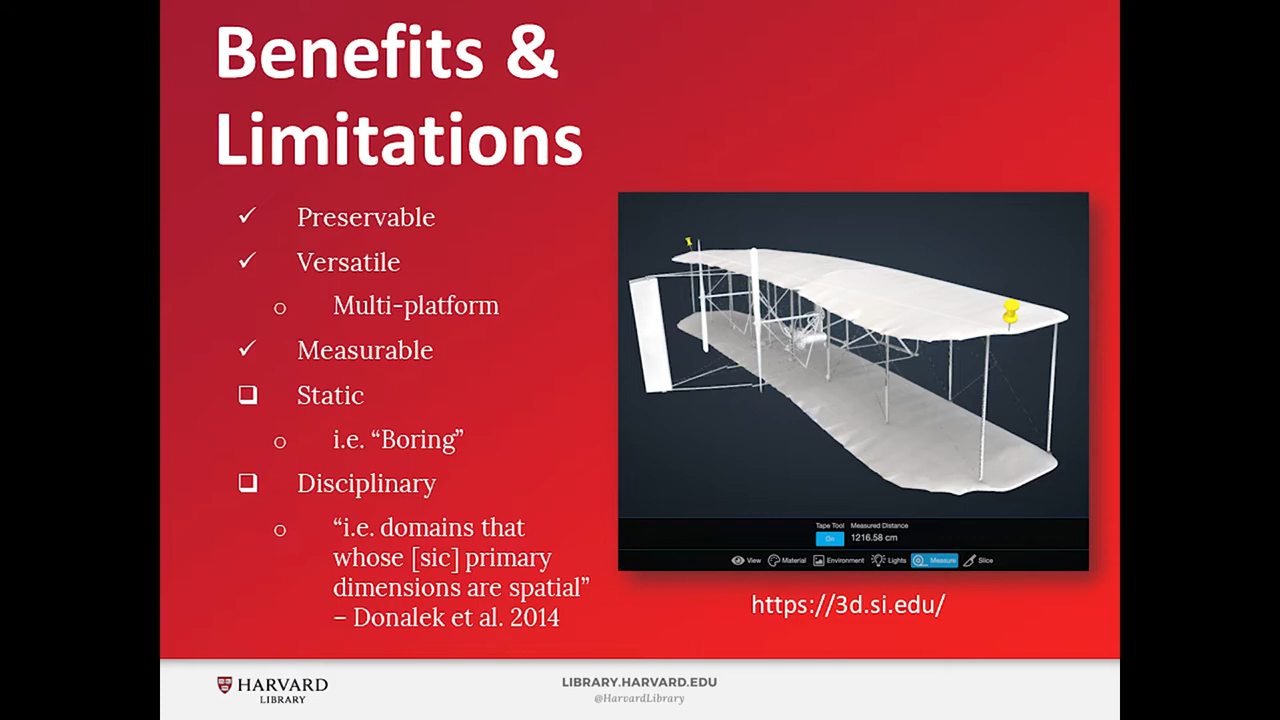 Benefits &
Limitations
✓ Preservable
✓ Versatile
o Multi-platform
✓ Measurable
❑ Static
o i.e. “Boring”
❑ Disciplinary
o “i.e. domains that
whose [sic] primary
dimensions are spatial”
– Donalek et al. 2014
Tape Tool Measured Distance
On 1216.58 cm
View Material Environment Lights Measure Slice
https://3d.si.edu/
HARVARD
LIBRARY
LIBRARY.HARVARD.EDU
@HarvardLibrary